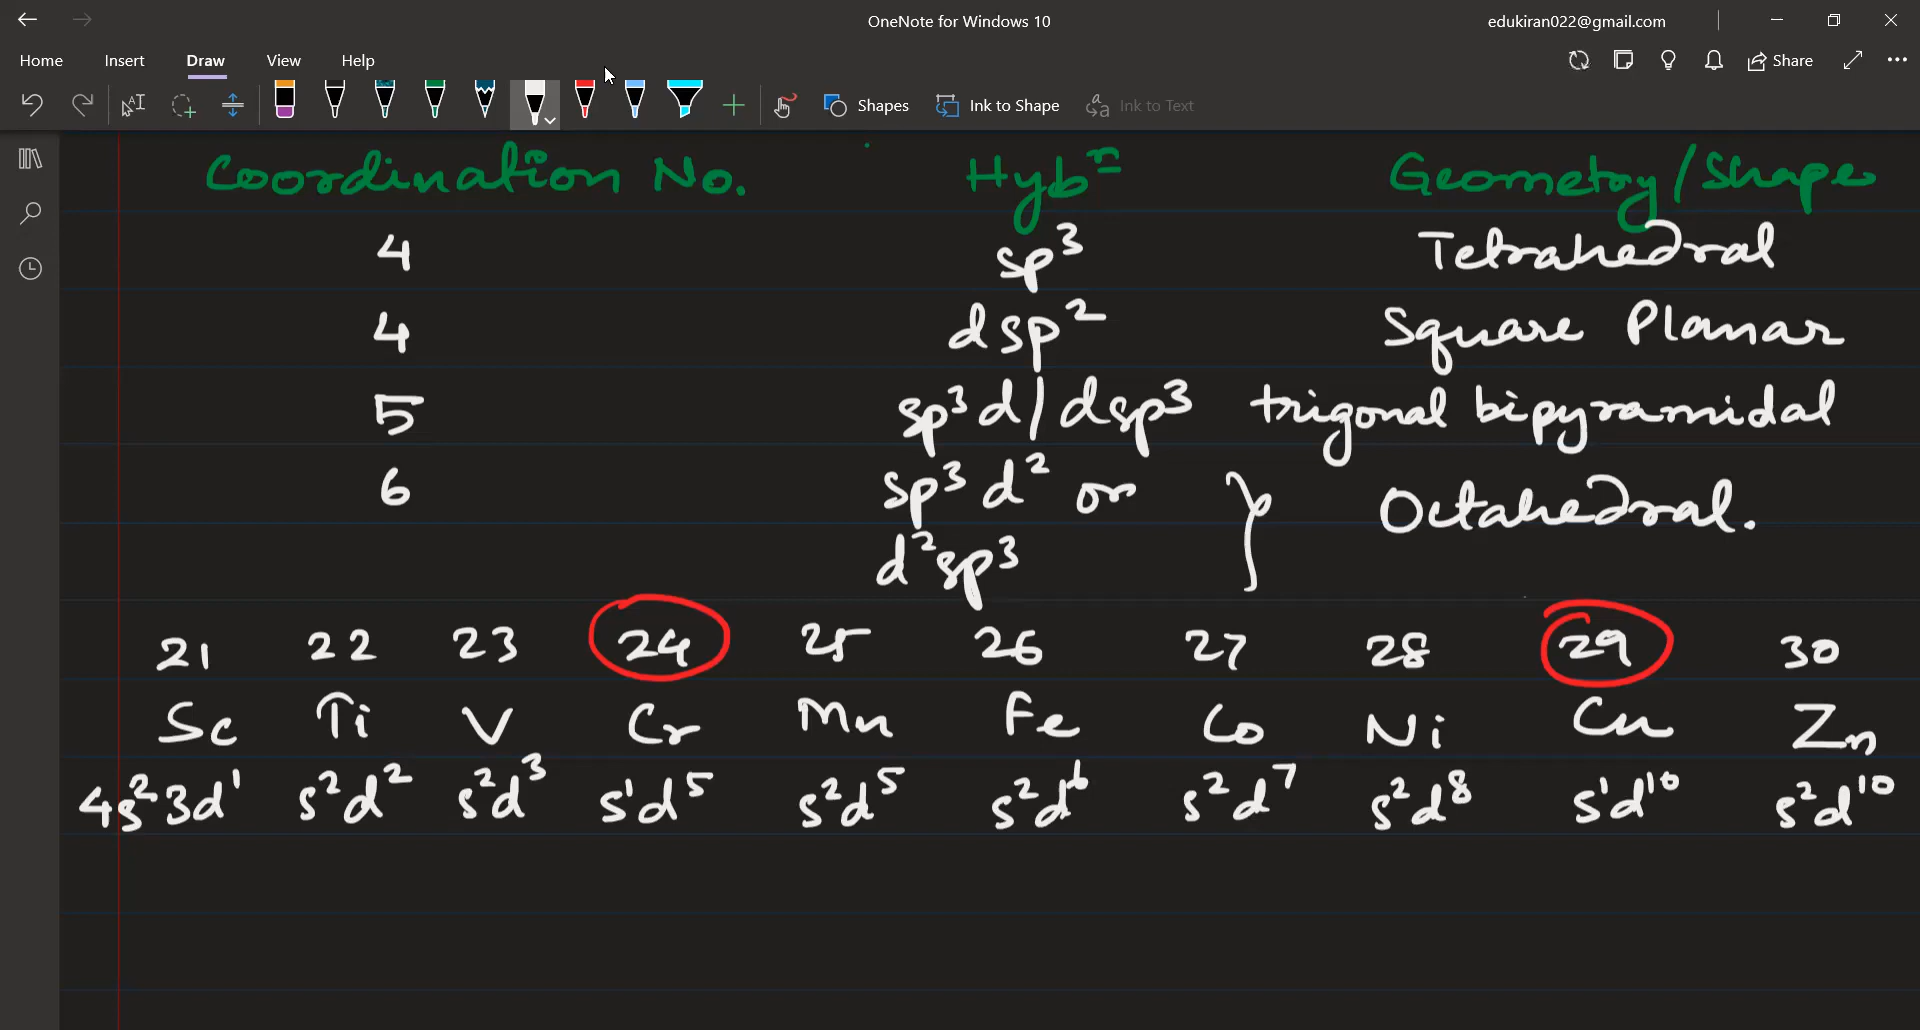 OneNote for Windows 10
edukiran022@gmail.com
Home Insert Draw View Help Share
Shapes Ink to Shape Ink to Text
Coordination No. Hybⁿ Geometry/Shape
4 sp³ Tetrahedral
4 dsp² Square Planar
5 sp³d/dsp³ trigonal bipyramidal
6 sp³d² or Octahedral.
d²sp³
21 22 23 24 25 26 27 28 29 30
Sc Ti V Cr Mn Fe Co Ni Cu Zn
4s²3d¹ s²d² s²d³ s¹d⁵ s²d⁵ s²d⁶ s²d⁷ s²d⁸ s¹d¹⁰ s²d¹⁰